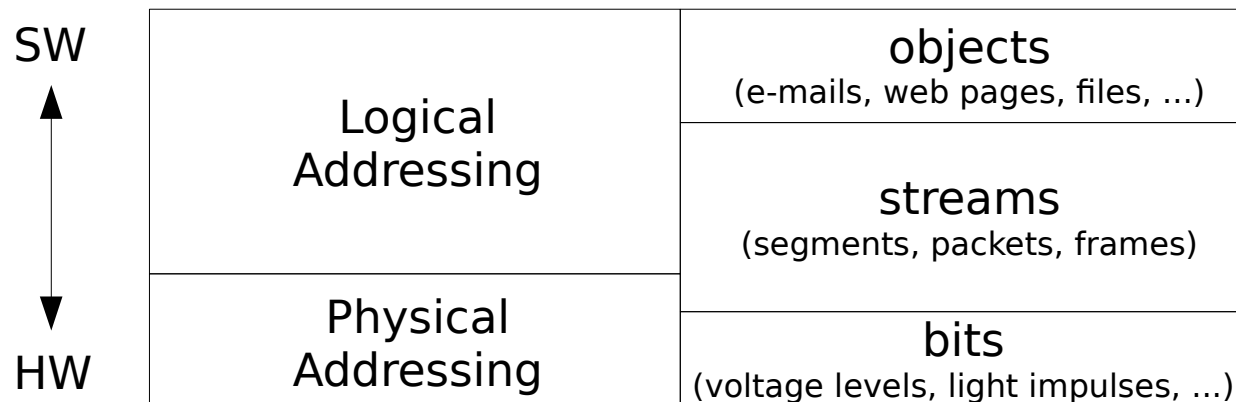 SW
HW
Logical
Addressing
Physical
Addressing
objects
(e-mails, web pages, files, ...)
streams
(segments, packets, frames)
bits
(voltage levels, light impulses, ...)